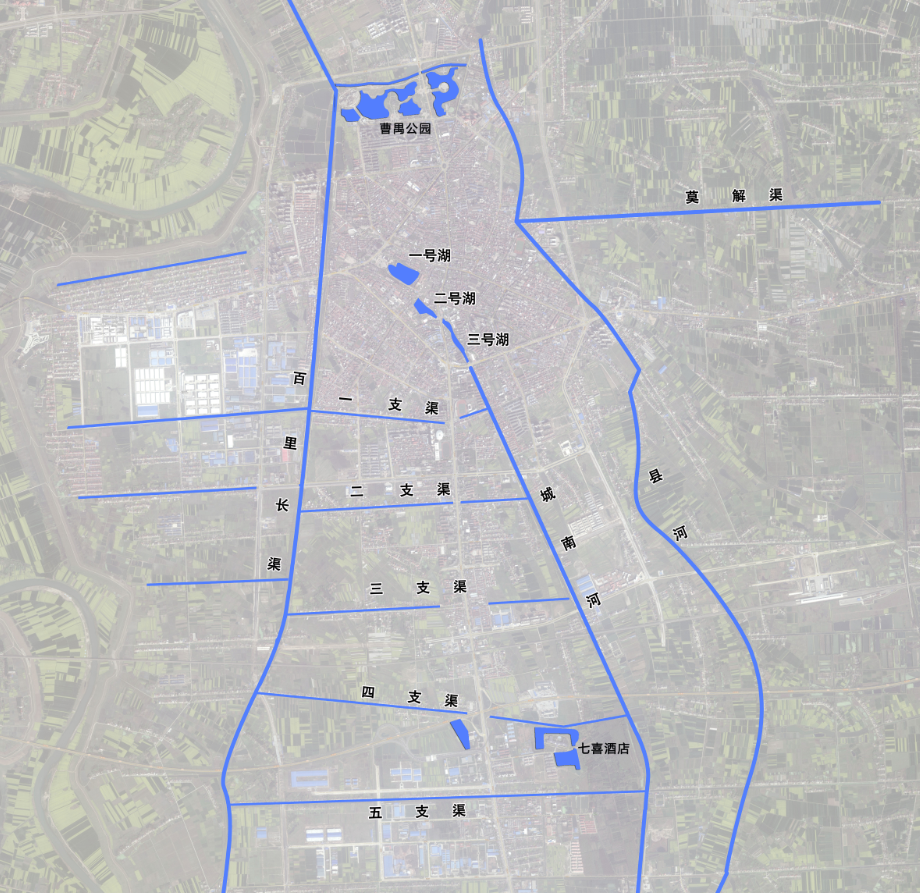 曹禺公园
莫解渠
一号湖
二号湖
三号湖
百里长渠
一支渠
二支渠
城南河
县河
三支渠
四支渠
七喜酒店
五支渠